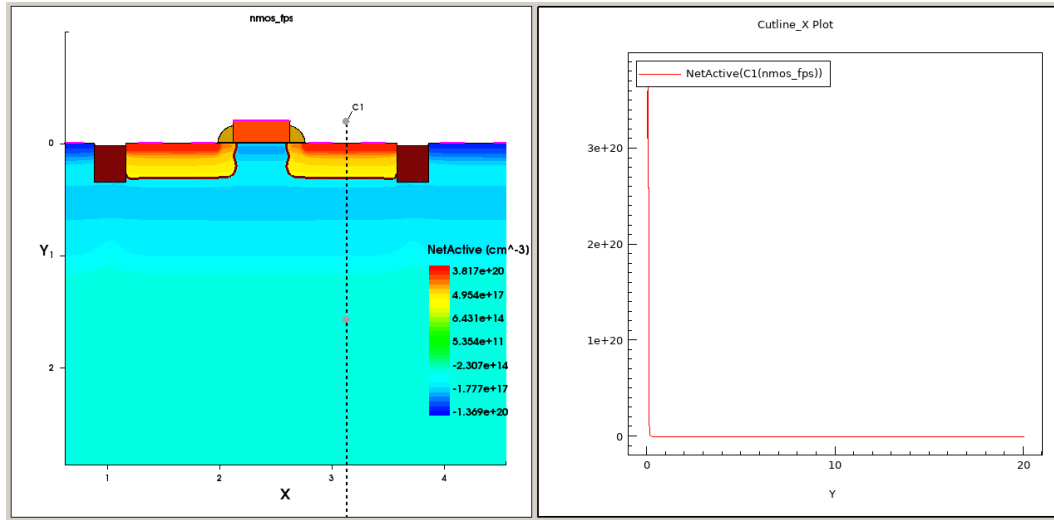 nmos_fps
C1
0
Y 1
2
NetActive (cm^-3)
3.817e+20
4.954e+17
6.431e+14
5.354e+11
-2.307e+14
-1.777e+17
-1.369e+20
1 2 3 4
X
Cutline_X Plot
NetActive(C1(nmos_fps))
3e+20
2e+20
1e+20
0
0 10 20
Y